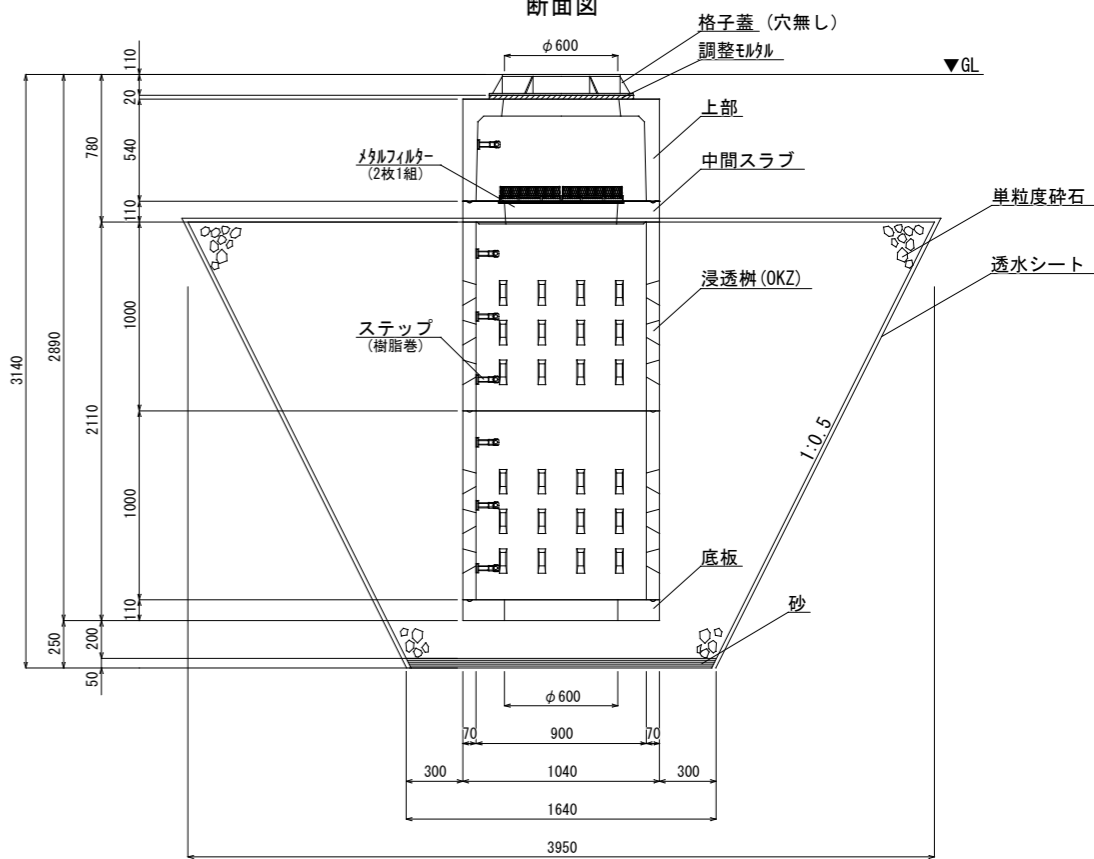 断面図
格子蓋 (穴無し)
φ600
調整ﾓﾙﾀﾙ
▼GL
110
20
上部
780
540
ﾒﾀﾙﾌｨﾙﾀｰ
(2枚1組)
中間スラブ
110
単粒度砕石
透水シート
浸透桝(OKZ)
1000
ステップ
(樹脂巻)
2890
3140
2110
1:0.5
1000
底板
110
砂
200
250
50
φ600
70
900
70
300
1040
300
1640
3950